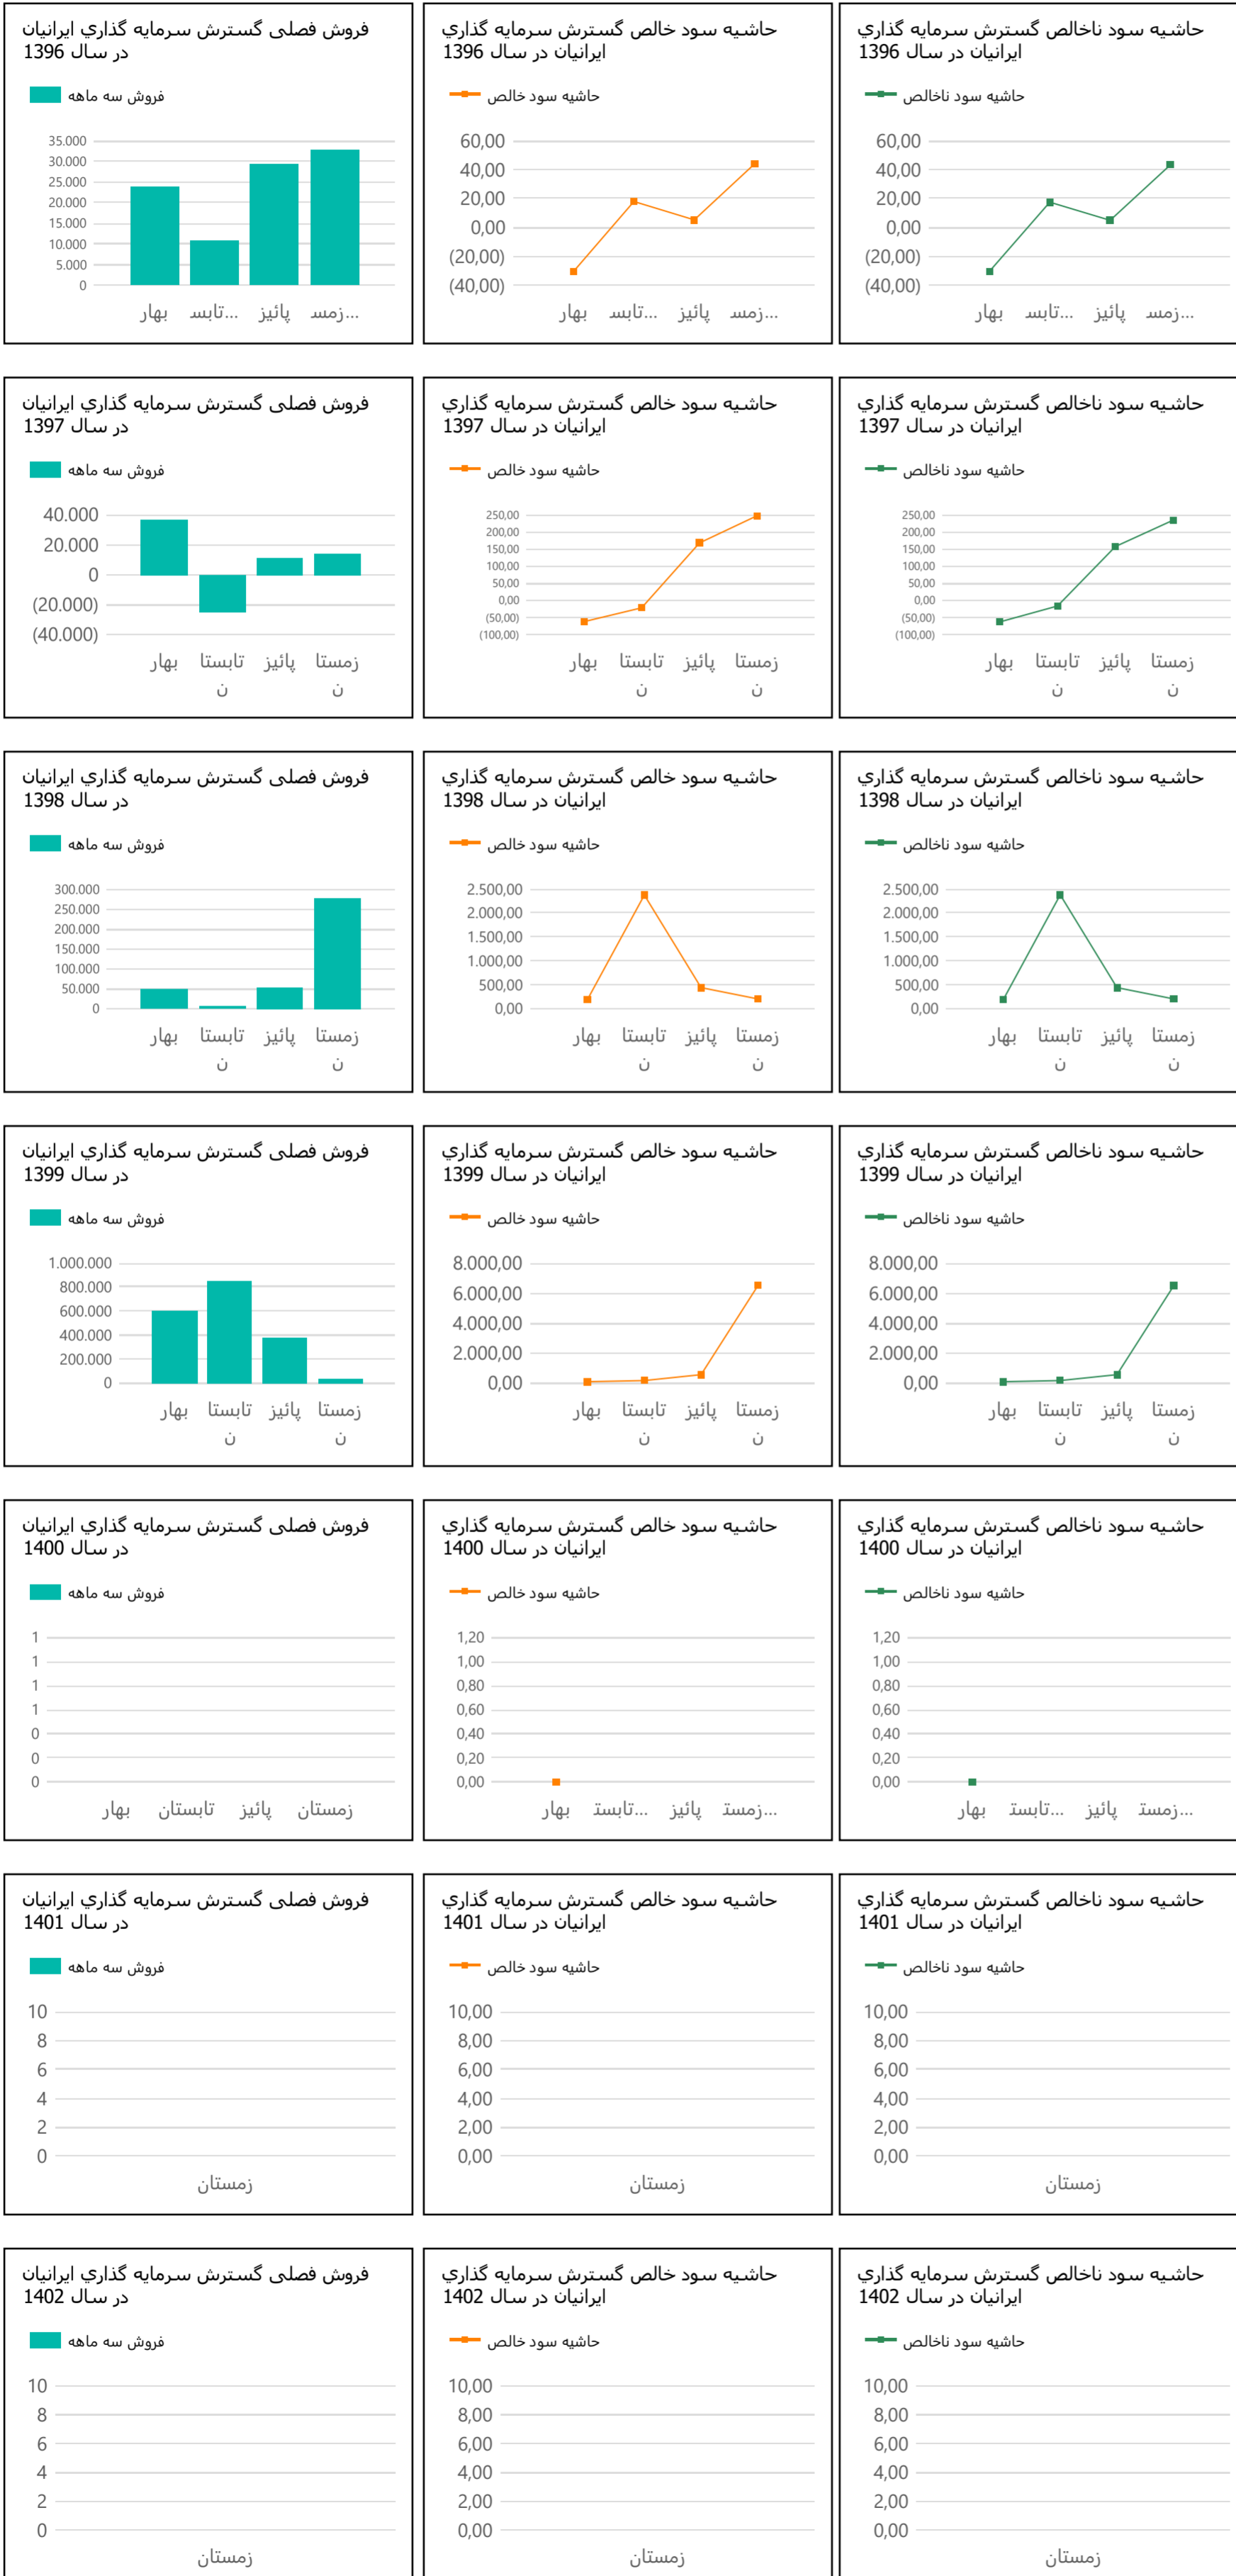 فروش فصلی گسترش سرمایه گذاري ایرانیان
در سال 1396
فروش سه ماهه
35.000
30.000
25.000
20.000
15.000
10.000
5.000
0
بهار تابس... پائیز زمس...
حاشیه سود خالص گسترش سرمایه گذاري
ایرانیان در سال 1396
حاشیه سود خالص
60,00
40,00
20,00
0,00
(20,00)
(40,00)
بهار تابس... پائیز زمس...
حاشیه سود ناخالص گسترش سرمایه گذاري
ایرانیان در سال 1396
حاشیه سود ناخالص
60,00
40,00
20,00
0,00
(20,00)
(40,00)
بهار تابس... پائیز زمس...
فروش فصلی گسترش سرمایه گذاري ایرانیان
در سال 1397
فروش سه ماهه
40.000
20.000
0
(20.000)
(40.000)
بهار تابستا پائیز زمستا
ن ن
حاشیه سود خالص گسترش سرمایه گذاري
ایرانیان در سال 1397
حاشیه سود خالص
250,00
200,00
150,00
100,00
50,00
0,00
(50,00)
(100,00)
بهار تابستا پائیز زمستا
ن ن
حاشیه سود ناخالص گسترش سرمایه گذاري
ایرانیان در سال 1397
حاشیه سود ناخالص
250,00
200,00
150,00
100,00
50,00
0,00
(50,00)
(100,00)
بهار تابستا پائیز زمستا
ن ن
فروش فصلی گسترش سرمایه گذاري ایرانیان
در سال 1398
فروش سه ماهه
300.000
250.000
200.000
150.000
100.000
50.000
0
بهار تابستا پائیز زمستا
ن ن
حاشیه سود خالص گسترش سرمایه گذاري
ایرانیان در سال 1398
حاشیه سود خالص
2.500,00
2.000,00
1.500,00
1.000,00
500,00
0,00
بهار تابستا پائیز زمستا
ن ن
حاشیه سود ناخالص گسترش سرمایه گذاري
ایرانیان در سال 1398
حاشیه سود ناخالص
2.500,00
2.000,00
1.500,00
1.000,00
500,00
0,00
بهار تابستا پائیز زمستا
ن ن
فروش فصلی گسترش سرمایه گذاري ایرانیان
در سال 1399
فروش سه ماهه
1.000.000
800.000
600.000
400.000
200.000
0
بهار تابستا پائیز زمستا
ن ن
حاشیه سود خالص گسترش سرمایه گذاري
ایرانیان در سال 1399
حاشیه سود خالص
8.000,00
6.000,00
4.000,00
2.000,00
0,00
بهار تابستا پائیز زمستا
ن ن
حاشیه سود ناخالص گسترش سرمایه گذاري
ایرانیان در سال 1399
حاشیه سود ناخالص
8.000,00
6.000,00
4.000,00
2.000,00
0,00
بهار تابستا پائیز زمستا
ن ن
فروش فصلی گسترش سرمایه گذاري ایرانیان
در سال 1400
فروش سه ماهه
1
1
1
1
0
0
0
بهار تابستان پائیز زمستان
حاشیه سود خالص گسترش سرمایه گذاري
ایرانیان در سال 1400
حاشیه سود خالص
1,20
1,00
0,80
0,60
0,40
0,20
0,00
بهار تابست... پائیز زمست...
حاشیه سود ناخالص گسترش سرمایه گذاري
ایرانیان در سال 1400
حاشیه سود ناخالص
1,20
1,00
0,80
0,60
0,40
0,20
0,00
بهار تابست... پائیز زمست...
فروش فصلی گسترش سرمایه گذاري ایرانیان
در سال 1401
فروش سه ماهه
10
8
6
4
2
0
زمستان
حاشیه سود خالص گسترش سرمایه گذاري
ایرانیان در سال 1401
حاشیه سود خالص
10,00
8,00
6,00
4,00
2,00
0,00
زمستان
حاشیه سود ناخالص گسترش سرمایه گذاري
ایرانیان در سال 1401
حاشیه سود ناخالص
10,00
8,00
6,00
4,00
2,00
0,00
زمستان
فروش فصلی گسترش سرمایه گذاري ایرانیان
در سال 1402
فروش سه ماهه
10
8
6
4
2
0
زمستان
حاشیه سود خالص گسترش سرمایه گذاري
ایرانیان در سال 1402
حاشیه سود خالص
10,00
8,00
6,00
4,00
2,00
0,00
زمستان
حاشیه سود ناخالص گسترش سرمایه گذاري
ایرانیان در سال 1402
حاشیه سود ناخالص
10,00
8,00
6,00
4,00
2,00
0,00
زمستان